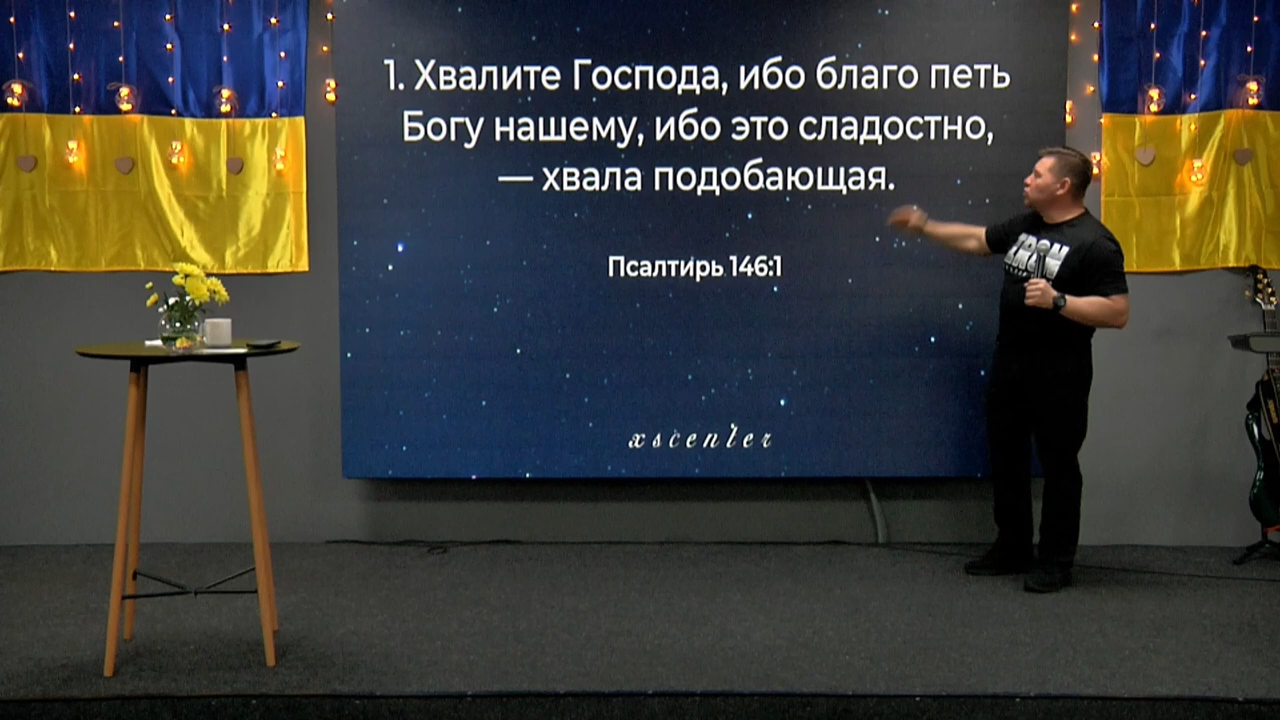 1. Хвалите Господа, ибо благо петь
Богу нашему, ибо это сладостно,
— хвала подобающая.
Псалтирь 146:1
xscenter